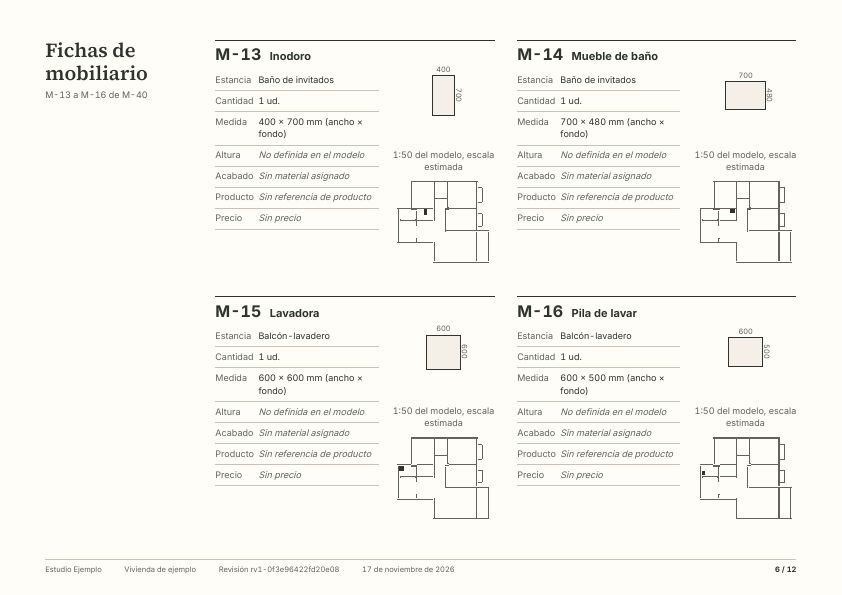 Fichas de
mobiliario
M-13 a M-16 de M-40
M-13 Inodoro
Estancia Baño de invitados
Cantidad 1 ud.
Medida 400 × 700 mm (ancho ×
fondo)
Altura No definida en el modelo
Acabado Sin material asignado
Producto Sin referencia de producto
Precio Sin precio
400
700
1:50 del modelo, escala
estimada
M-14 Mueble de baño
Estancia Baño de invitados
Cantidad 1 ud.
Medida 700 × 480 mm (ancho ×
fondo)
Altura No definida en el modelo
Acabado Sin material asignado
Producto Sin referencia de producto
Precio Sin precio
700
480
1:50 del modelo, escala
estimada
M-15 Lavadora
Estancia Balcón-lavadero
Cantidad 1 ud.
Medida 600 × 600 mm (ancho ×
fondo)
Altura No definida en el modelo
Acabado Sin material asignado
Producto Sin referencia de producto
Precio Sin precio
600
600
1:50 del modelo, escala
estimada
M-16 Pila de lavar
Estancia Balcón-lavadero
Cantidad 1 ud.
Medida 600 × 500 mm (ancho ×
fondo)
Altura No definida en el modelo
Acabado Sin material asignado
Producto Sin referencia de producto
Precio Sin precio
600
500
1:50 del modelo, escala
estimada
Estudio Ejemplo Vivienda de ejemplo Revisión rv1-0f3e96422fd20e08 17 de noviembre de 2026 6 / 12